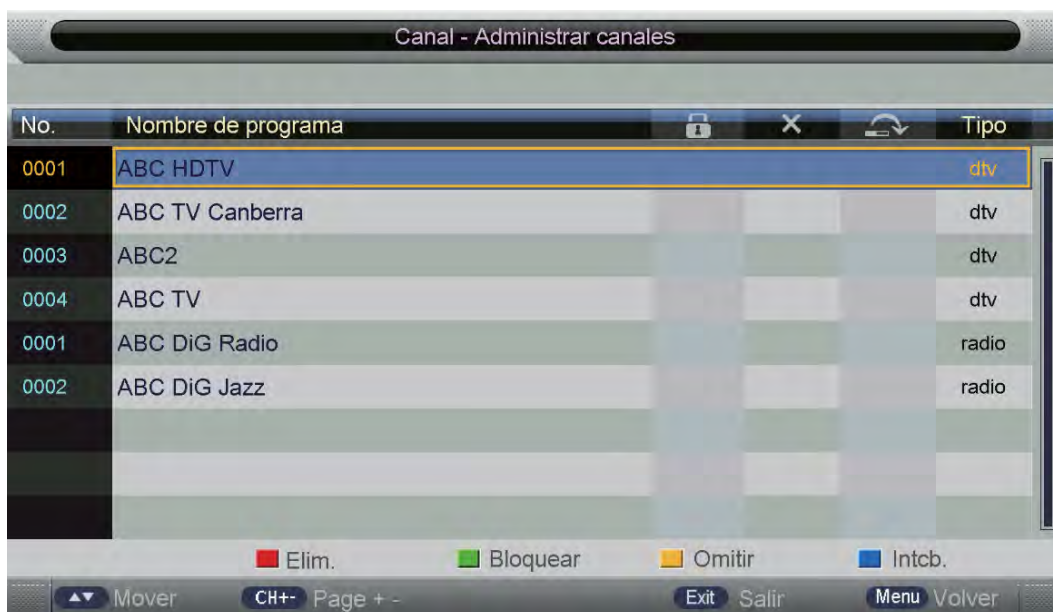 Canal - Administrar canales
No. Nombre de programa Tipo
0001 ABC HDTV dtv
0002 ABC TV Canberra dtv
0003 ABC2 dtv
0004 ABC TV dtv
0001 ABC DiG Radio radio
0002 ABC DiG Jazz radio
Elim. Bloquear Omitir Intcb.
Mover CH+- Page + - Exit Salir Menu Volver